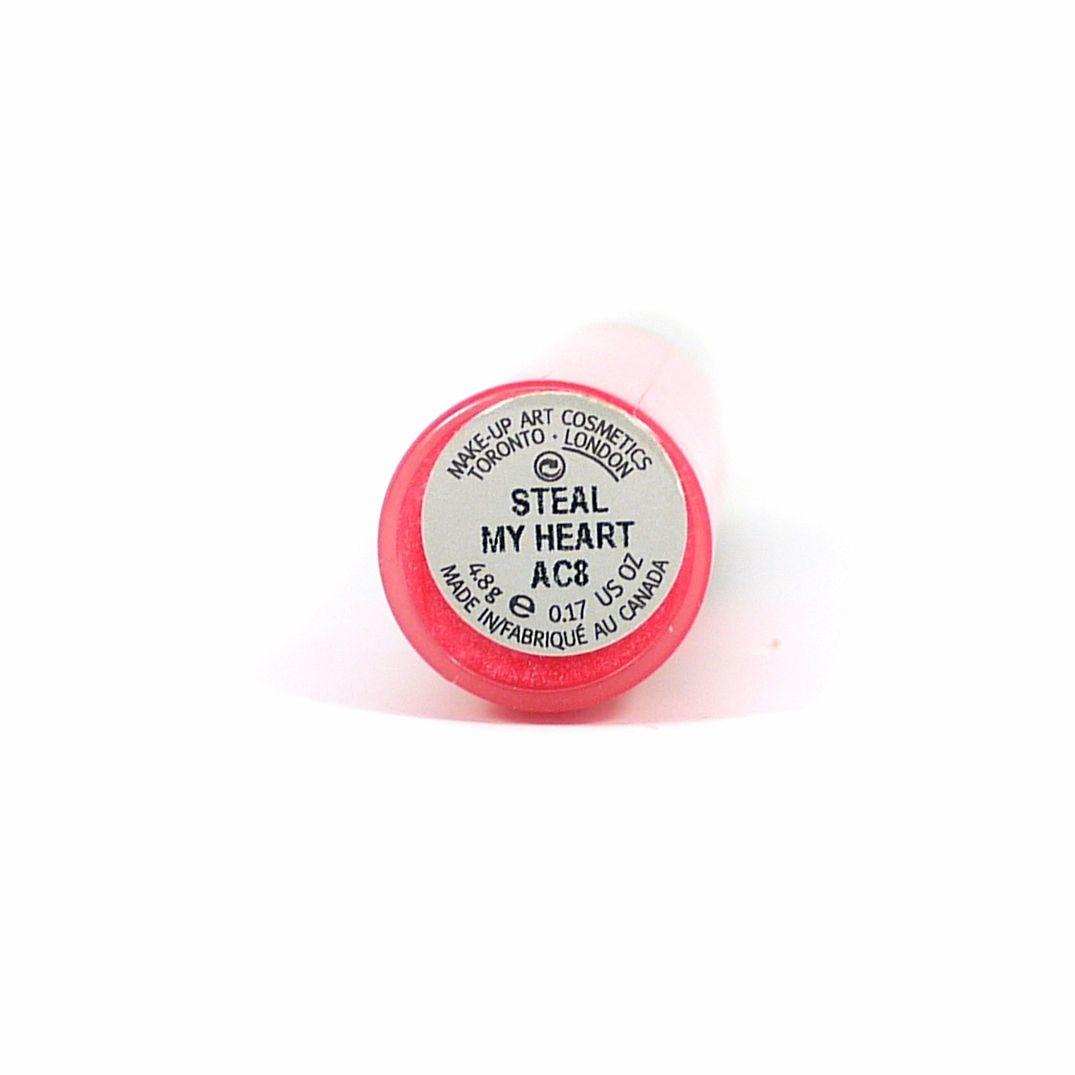 MAKE-UP ART COSMETICS
TORONTO · LONDON
STEAL
MY HEART
AC8
4.8g e 0.17 US OZ
MADE IN/FABRIQUÉ AU CANADA